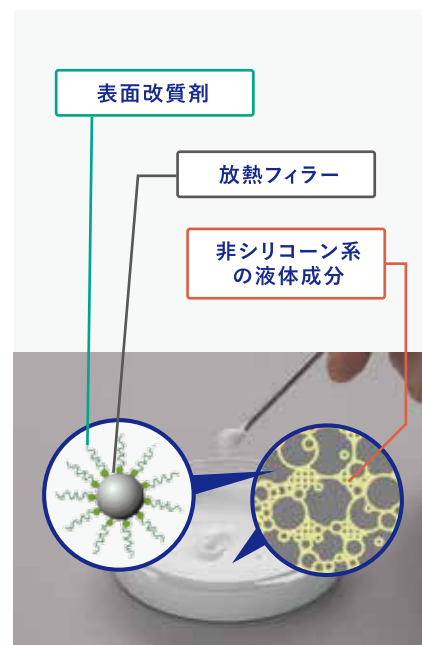 表面改質剤
放熱フィラー
非シリコーン系
の液体成分